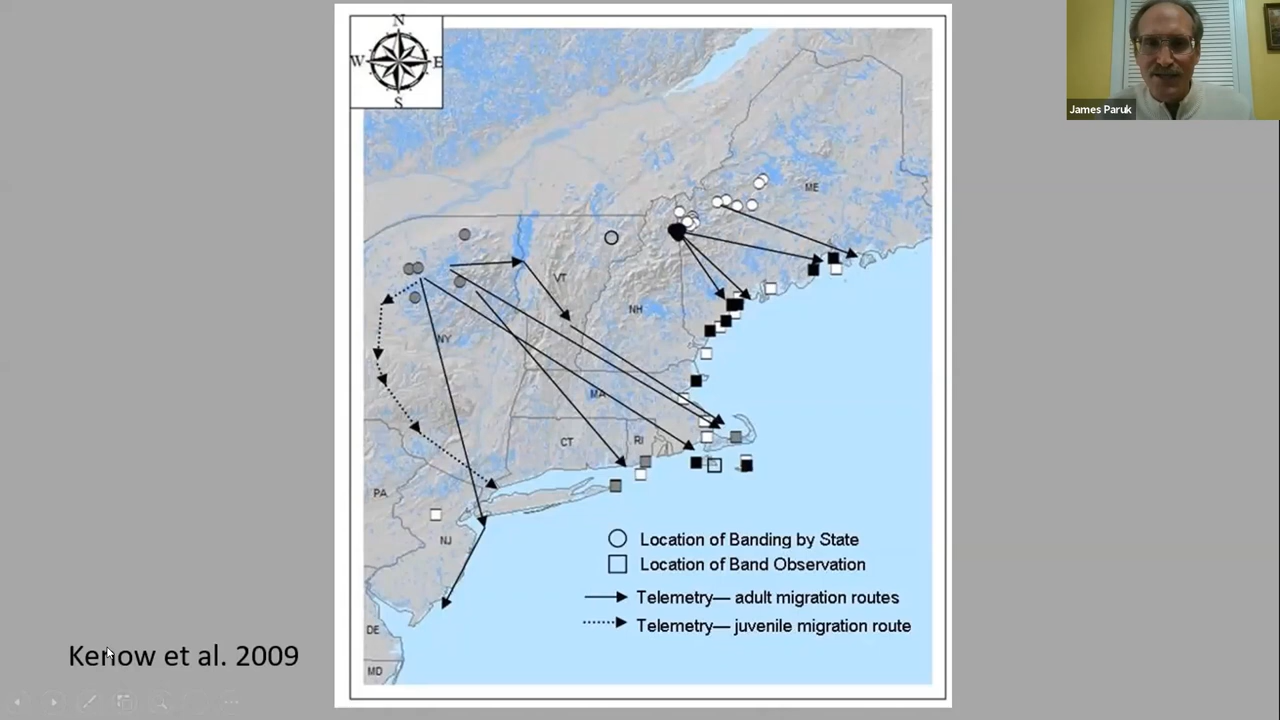 N
W E
S
James Paruk
ME
VT
NH
NY
MA
CT
RI
PA
NJ
Location of Banding by State
Location of Band Observation
Telemetry— adult migration routes
Telemetry— juvenile migration route
DE
Kenow et al. 2009
MD